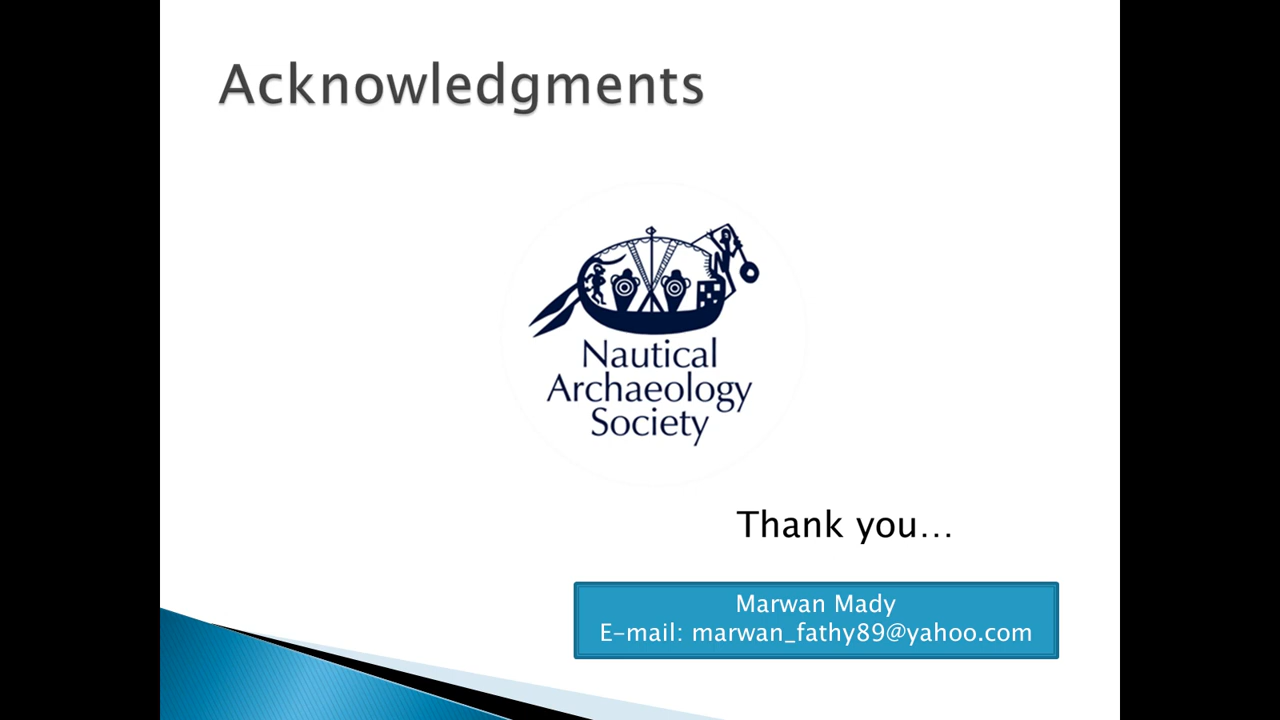 Acknowledgments
Nautical
Archaeology
Society
Thank you...
Marwan Mady
E-mail: marwan_fathy89@yahoo.com